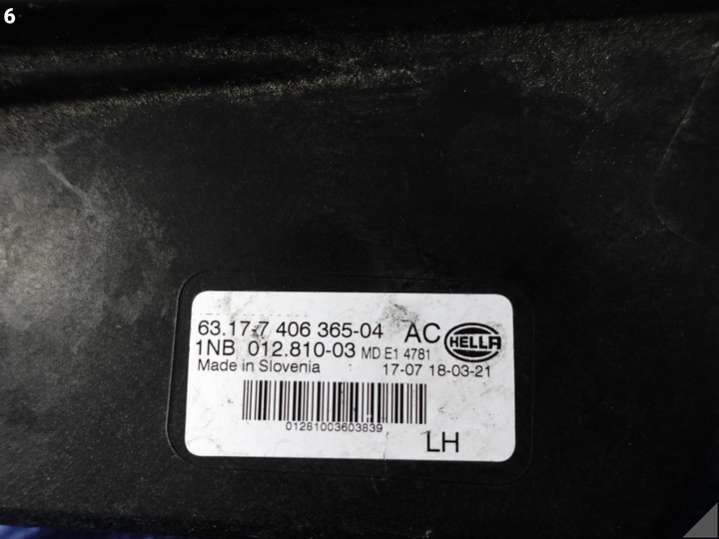 6
63.17-7 406 365-04 AC
HELLA
1NB 012.810-03 MD E1 4781
Made in Slovenia 17-07 18-03-21
01281003603839
LH